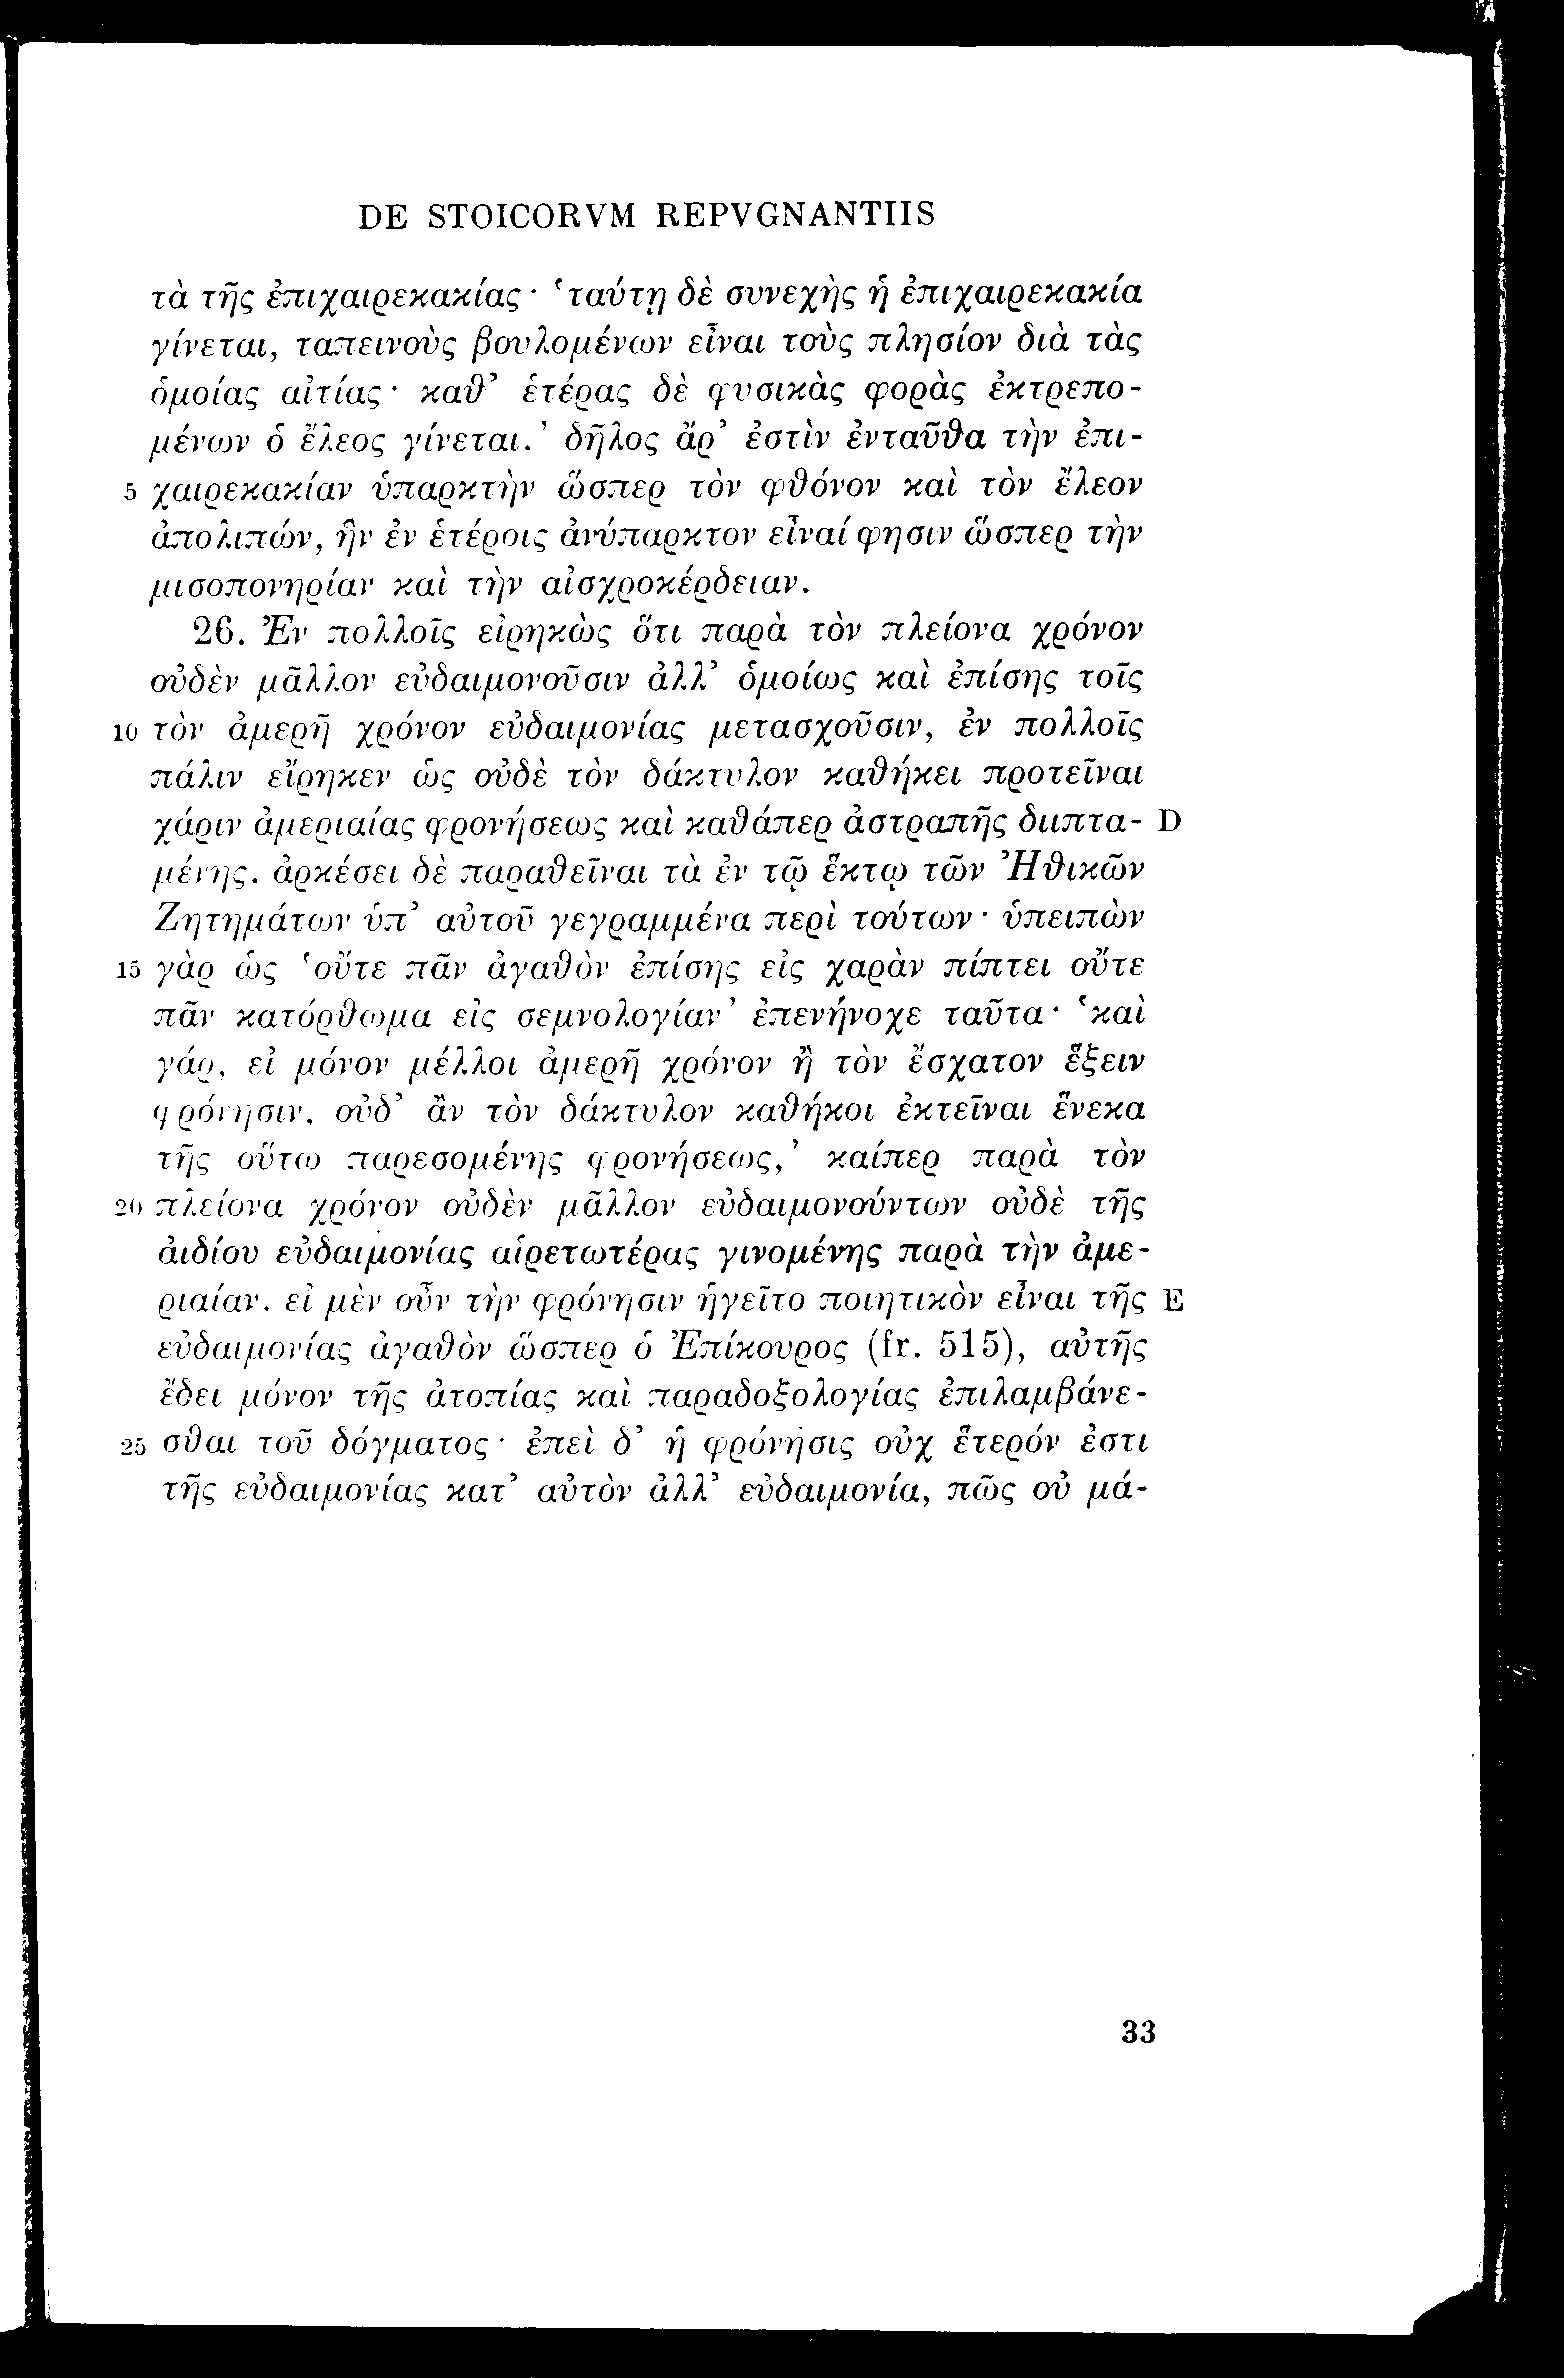 DE STOICORVM REPVGNANTIIS
τὰ τῆς ἐπιχαιρεκακίας· ‛ταύτῃ δὲ συνεχὴς ἡ ἐπιχαιρεκακία
γίνεται, ταπεινοὺς βουλομένων εἶναι τοὺς πλησίον διὰ τὰς
ὁμοίας αἰτίας· καθ’ ἑτέρας δὲ φυσικὰς φορὰς ἐκτρεπο-
μένων ὁ ἔλεος γίνεται.’ δῆλος ἄρ’ ἐστὶν ἐνταῦθα τὴν ἐπι-
5 χαιρεκακίαν ὑπαρκτὴν ὥσπερ τὸν φθόνον καὶ τὸν ἔλεον
ἀπολιπών, ἣν ἐν ἑτέροις ἀνύπαρκτον εἶναί φησιν ὥσπερ τὴν
μισοπονηρίαν καὶ τὴν αἰσχροκέρδειαν.
26. Ἐν πολλοῖς εἰρηκὼς ὅτι παρὰ τὸν πλείονα χρόνον
οὐδὲν μᾶλλον εὐδαιμονοῦσιν ἀλλ’ ὁμοίως καὶ ἐπίσης τοῖς
10 τὸν ἀμερῆ χρόνον εὐδαιμονίας μετασχοῦσιν, ἐν πολλοῖς
πάλιν εἴρηκεν ὡς οὐδὲ τὸν δάκτυλον καθήκει προτεῖναι
χάριν ἀμεριαίας φρονήσεως καὶ καθάπερ ἀστραπῆς διιπτα- D
μένης. ἀρκέσει δὲ παραθεῖναι τὰ ἐν τῷ ἕκτῳ τῶν Ἠθικῶν
Ζητημάτων ὑπ’ αὐτοῦ γεγραμμένα περὶ τούτων· ὑπειπὼν
15 γὰρ ὡς ‛οὔτε πᾶν ἀγαθὸν ἐπίσης εἰς χαρὰν πίπτει οὔτε
πᾶν κατόρθωμα εἰς σεμνολογίαν’ ἐπενήνοχε ταῦτα· ‛καὶ
γάρ, εἰ μόνον μέλλοι ἀμερῆ χρόνον ἢ τὸν ἔσχατον ἕξειν
φρόνησιν, οὐδ’ ἂν τὸν δάκτυλον καθήκοι ἐκτεῖναι ἕνεκα
τῆς οὕτω παρεσομένης φρονήσεως,’ καίπερ παρὰ τὸν
20 πλείονα χρόνον οὐδὲν μᾶλλον εὐδαιμονούντων οὐδὲ τῆς
ἀιδίου εὐδαιμονίας αἱρετωτέρας γινομένης παρὰ τὴν ἀμε-
ριαίαν. εἰ μὲν οὖν τὴν φρόνησιν ἡγεῖτο ποιητικὸν εἶναι τῆς E
εὐδαιμονίας ἀγαθὸν ὥσπερ ὁ Ἐπίκουρος (fr. 515), αὐτῆς
ἔδει μόνον τῆς ἀτοπίας καὶ παραδοξολογίας ἐπιλαμβάνε-
25 σθαι τοῦ δόγματος· ἐπεὶ δ’ ἡ φρόνησις οὐχ ἕτερόν ἐστι
τῆς εὐδαιμονίας κατ’ αὐτὸν ἀλλ’ εὐδαιμονία, πῶς οὐ μά-
33